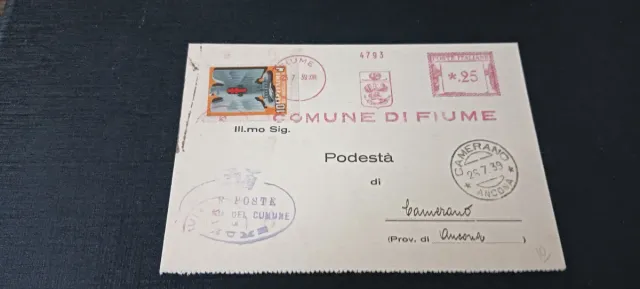 4793
FIUME
POSTE ITALIANE
*.25
COMUNE DI FIUME
Ill.mo Sig.
Podestà
di
Camerano
(Prov. di Ancona)
CAMERANO
25.7.39
* ANCONA *
R POSTE
DEL COMUNE